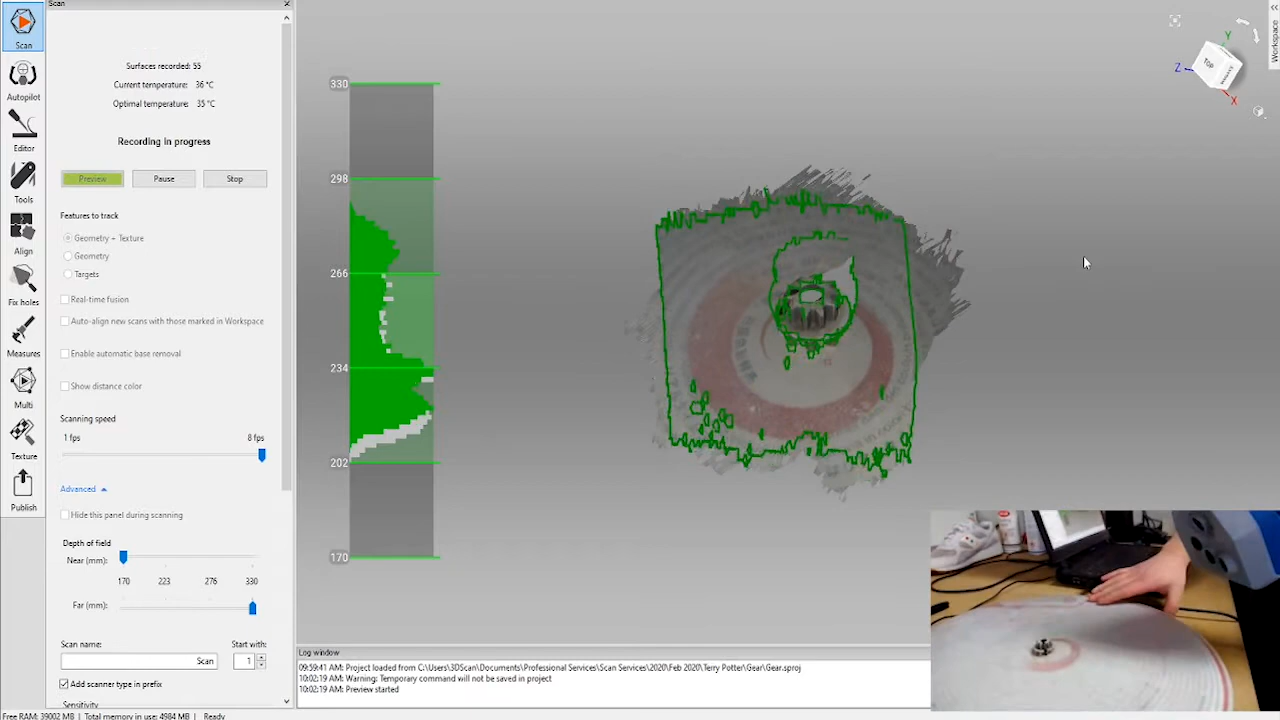 Scan
Scan
Autopilot
Editor
Tools
Align
Fix holes
Measures
Multi
Texture
Publish
Surfaces recorded: 55
Current temperature: 36 °C
Optimal temperature: 35 °C
Recording in progress
Preview Pause Stop
Features to track
Geometry + Texture
Geometry
Targets
Real-time fusion
Auto-align new scans with those marked in Workspace
Enable automatic base removal
Show distance color
Scanning speed
1 fps 8 fps
Advanced
Hide this panel during scanning
Depth of field
Near (mm):
170 223 276 330
Far (mm):
Scan name: Start with:
Scan 1
Add scanner type in prefix
Sensitivity
330
298
266
234
202
170
Y
Z
X
TOP
Workspace
Log window
09:59:41 AM: Project loaded from C:\Users\3DScan\Documents\Professional Services\Scan Services\2020\Feb 2020\Terry Potter\Gear\Gear.sproj
10:02:19 AM: Warning: Temporary command will not be saved in project
10:02:19 AM: Preview started
Free RAM: 39002 MB | Total memory in use: 4984 MB | Ready